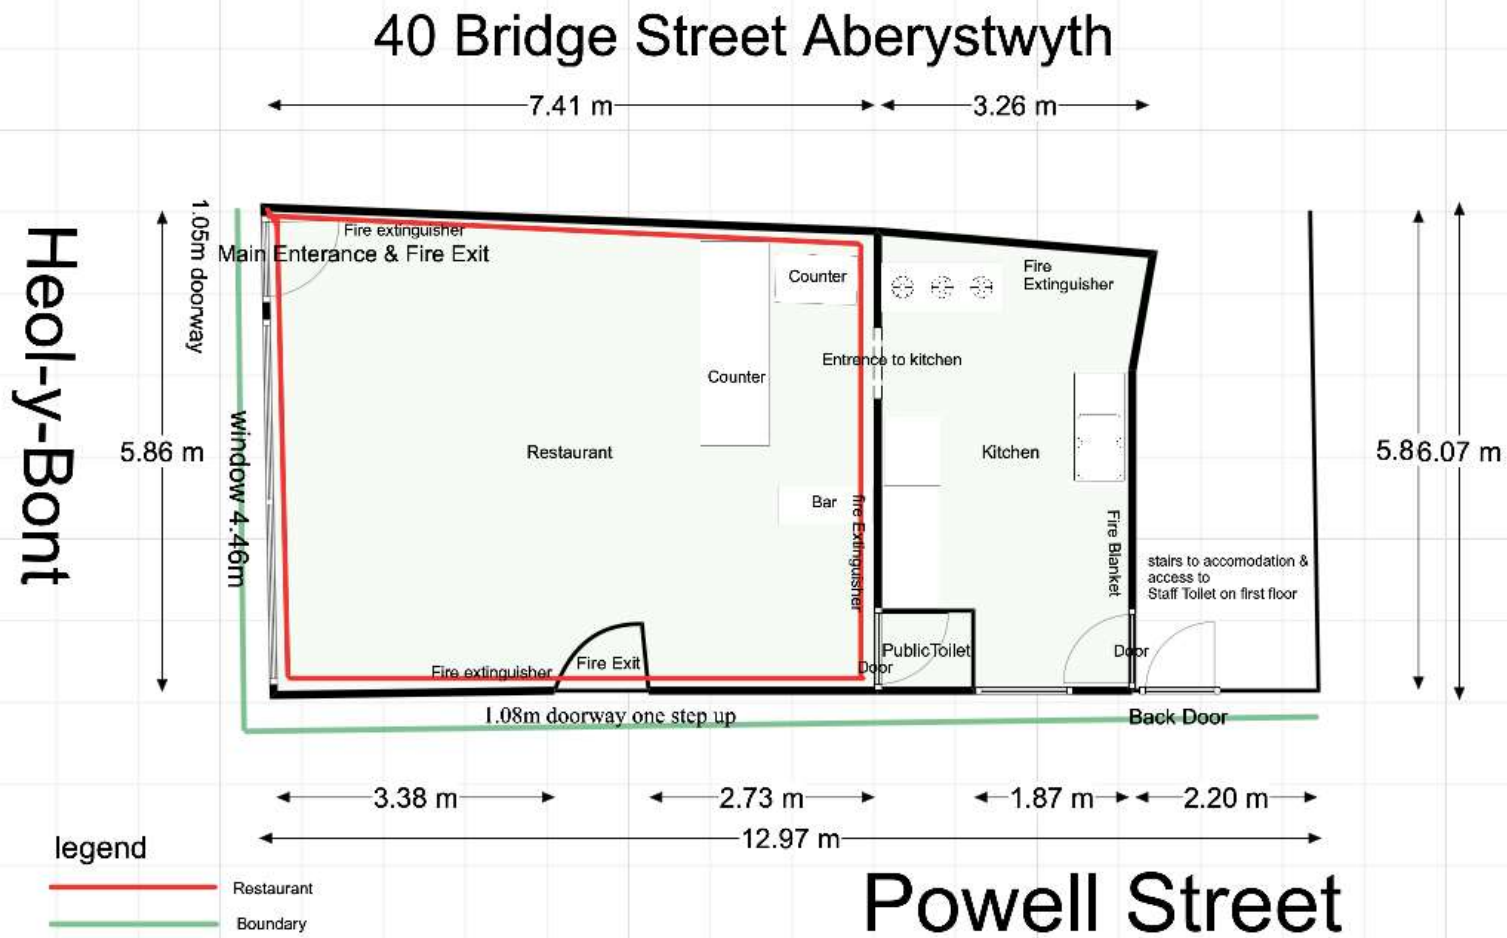 40 Bridge Street Aberystwyth
7.41 m
3.26 m
1.05m doorway
Fire extinguisher
Main Enterance & Fire Exit
Counter
Fire
Extinguisher
Entrence to kitchen
Counter
Heol-y-Bont
5.86 m
window 4.46m
Restaurant
Kitchen
5.8
6.07 m
Bar
fire Extinguisher
Fire Blanket
stairs to accomodation &
access to
Staff Toilet on first floor
PublicToilet
Door
Door
Fire Exit
Fire extinguisher
1.08m doorway one step up
Back Door
3.38 m
2.73 m
1.87 m
2.20 m
12.97 m
legend
Restaurant
Boundary
Powell Street